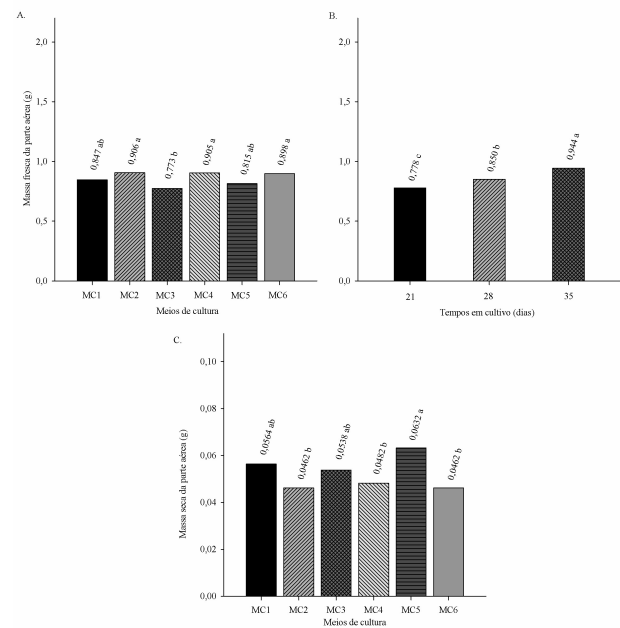 A.
Massa fresca da parte aérea (g)
2,0
1,5
1,0
0,5
0,0
0,847 ab
0,906 a
0,773 b
0,905 a
0,815 ab
0,898 a
MC1 MC2 MC3 MC4 MC5 MC6
Meios de cultura
B.
2,0
1,5
1,0
0,5
0,0
0,778 c
0,850 b
0,944 a
21 28 35
Tempos em cultivo (dias)
C.
Massa seca da parte aérea (g)
0,10
0,08
0,06
0,04
0,02
0,00
0,0564 ab
0,0462 b
0,0538 ab
0,0482 b
0,0632 a
0,0462 b
MC1 MC2 MC3 MC4 MC5 MC6
Meios de cultura